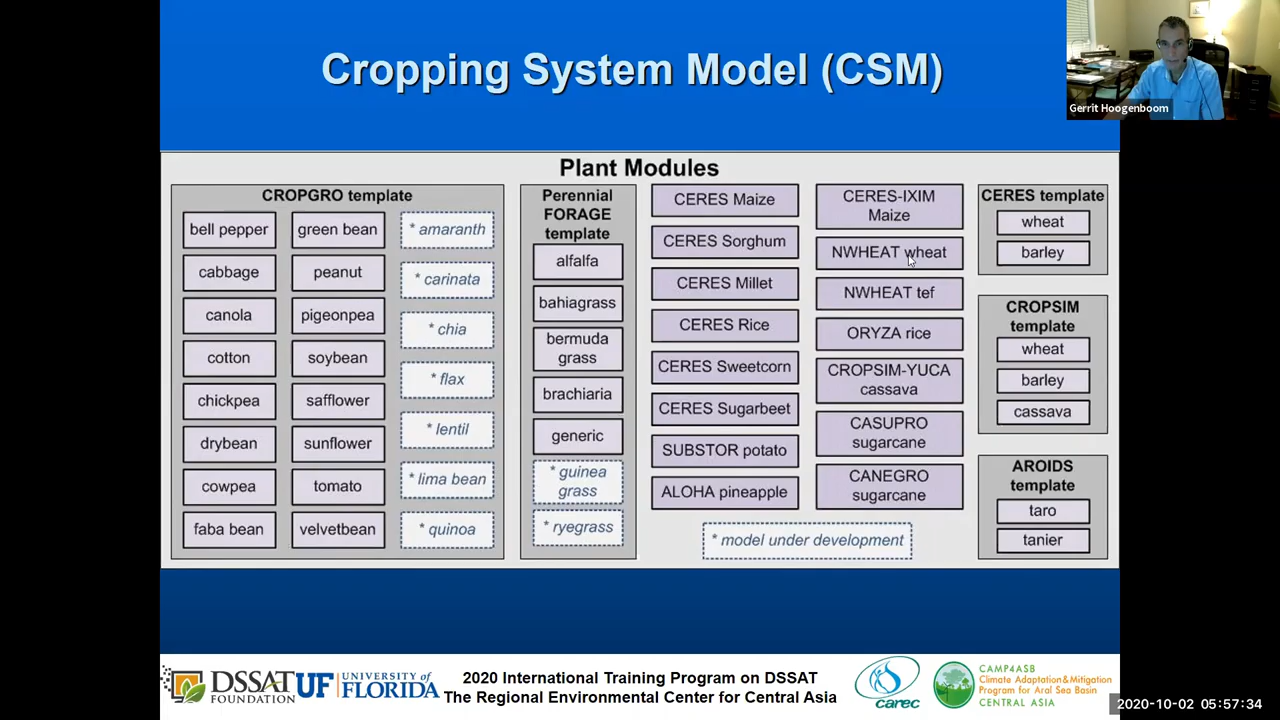 Cropping System Model (CSM)
Gerrit Hoogenboom
Plant Modules
CROPGRO template
bell pepper
cabbage
canola
cotton
chickpea
drybean
cowpea
faba bean
green bean
peanut
pigeonpea
soybean
safflower
sunflower
tomato
velvetbean
* amaranth
* carinata
* chia
* flax
* lentil
* lima bean
* quinoa
Perennial
FORAGE
template
alfalfa
bahiagrass
bermuda
grass
brachiaria
generic
* guinea
grass
* ryegrass
CERES Maize
CERES Sorghum
CERES Millet
CERES Rice
CERES Sweetcorn
CERES Sugarbeet
SUBSTOR potato
ALOHA pineapple
CERES-IXIM
Maize
NWHEAT wheat
NWHEAT tef
ORYZA rice
CROPSIM-YUCA
cassava
CASUPRO
sugarcane
CANEGRO
sugarcane
* model under development
CERES template
wheat
barley
CROPSIM
template
wheat
barley
cassava
AROIDS
template
taro
tanier
DSSAT
FOUNDATION
UF
UNIVERSITY of
FLORIDA
2020 International Training Program on DSSAT
The Regional Environmental Center for Central Asia
carec
CAMP4ASB
Climate Adaptation & Mitigation
Program for Aral Sea Basin
CENTRAL ASIA
2020-10-02 05:57:34